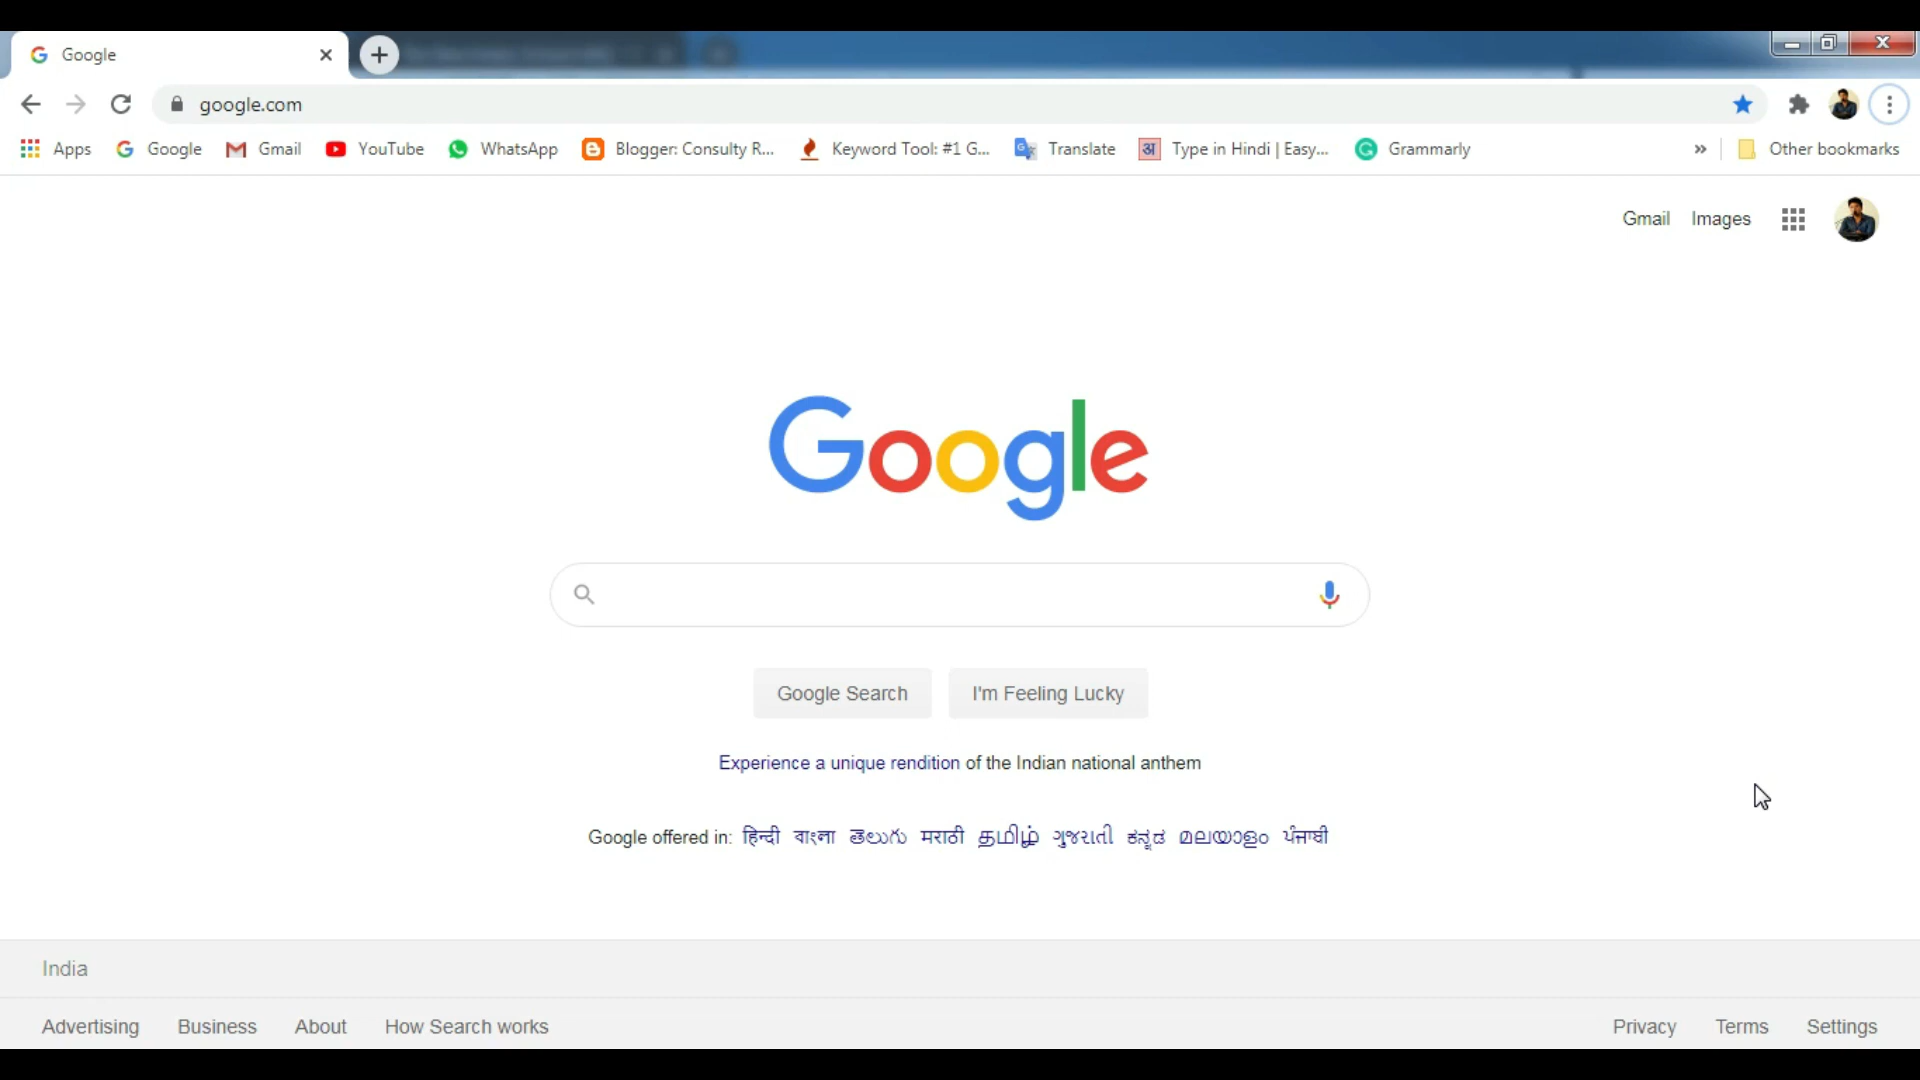 Google
google.com
Apps Google Gmail YouTube WhatsApp Blogger: Consulty R... Keyword Tool: #1 G... Translate Type in Hindi | Easy... Grammarly » Other bookmarks
Gmail Images
Google
Google Search I'm Feeling Lucky
Experience a unique rendition of the Indian national anthem
Google offered in: हिन्दी বাংলা తెలుగు मराठी தமிழ் ગુજરાતી ಕನ್ನಡ മലയാളം ਪੰਜਾਬੀ
India
Advertising Business About How Search works Privacy Terms Settings